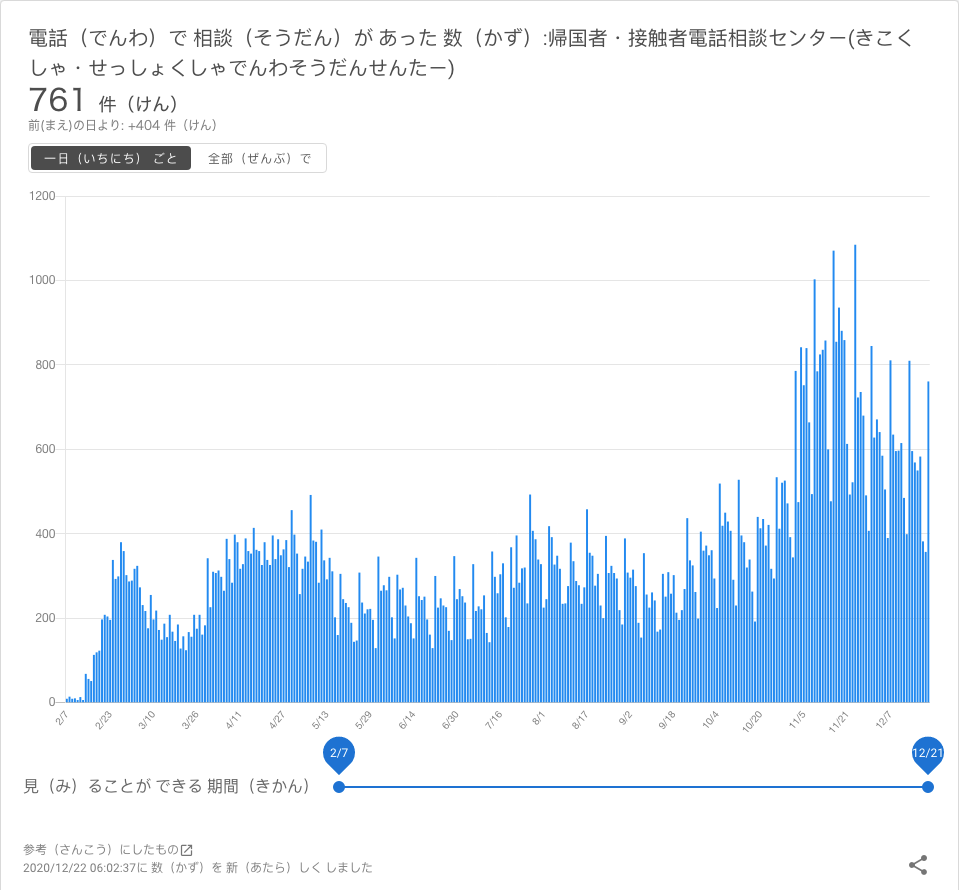 電話（でんわ）で 相談（そうだん）が あった 数（かず）:帰国者・接触者電話相談センター(きこく
しゃ・せっしょくしゃでんわそうだんせんたー)
761 件（けん）
前(まえ)の日より: +404 件（けん）
一日（いちにち） ごと 全部（ぜんぶ）で
1200
1000
800
600
400
200
0
2/7 2/23 3/10 3/26 4/11 4/27 5/13 5/29 6/14 6/30 7/16 8/1 8/17 9/2 9/18 10/4 10/20 11/5 11/21 12/7
2/7 12/21
見（み）ることが できる 期間（きかん）
参考（さんこう）にしたもの
2020/12/22 06:02:37に 数（かず）を 新（あたら）しく しました